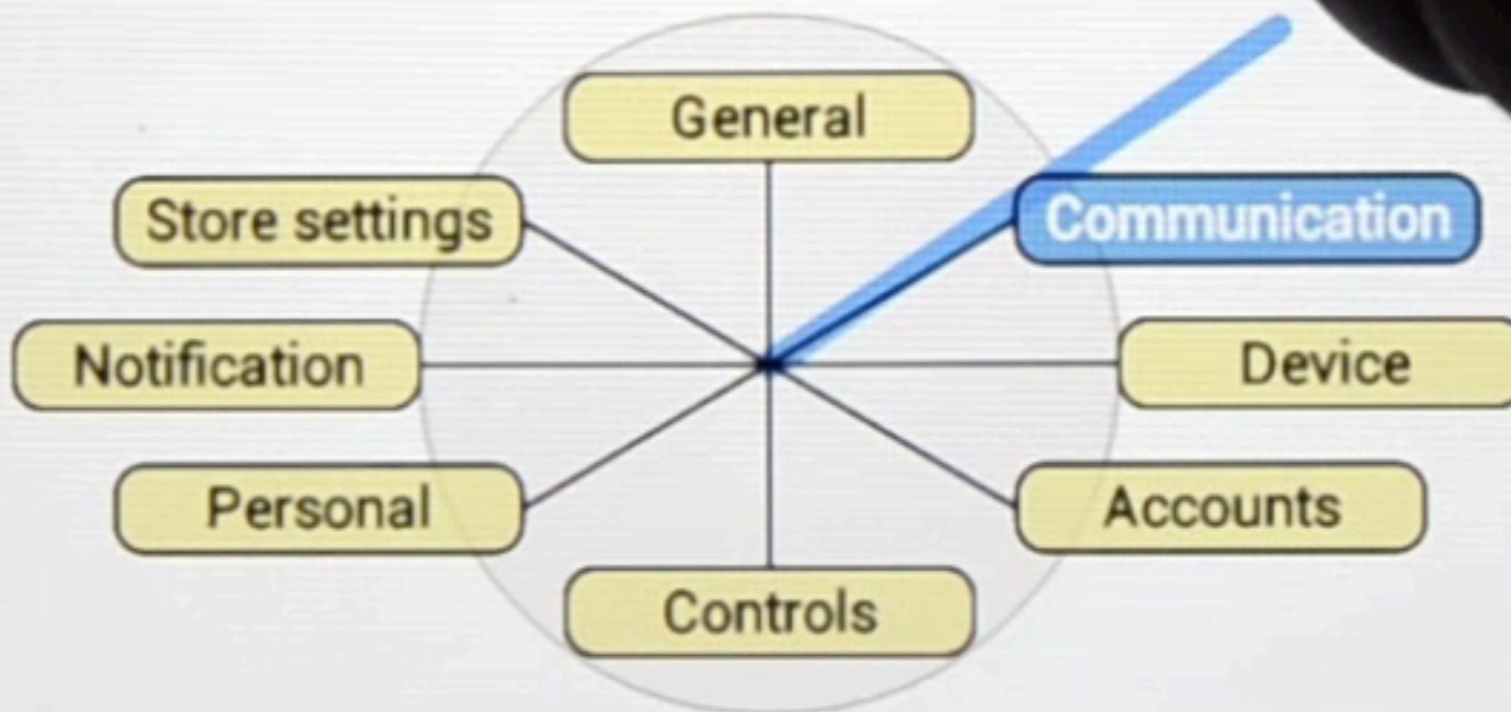 General
Store settings
Communication
Notification
Device
Personal
Accounts
Controls